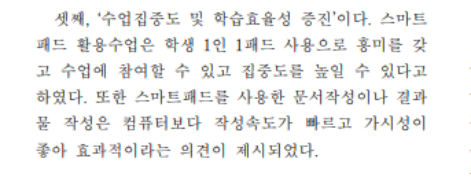 셋째, ‘수업집중도 및 학습효율성 증진’이다. 스마트
패드 활용수업은 학생 1인 1패드 사용으로 흥미를 갖
고 수업에 참여할 수 있고 집중도를 높일 수 있다고
하였다. 또한 스마트패드를 사용한 문서작성이나 결과
물 작성은 컴퓨터보다 작성속도가 빠르고 가시성이
좋아 효과적이라는 의견이 제시되었다.